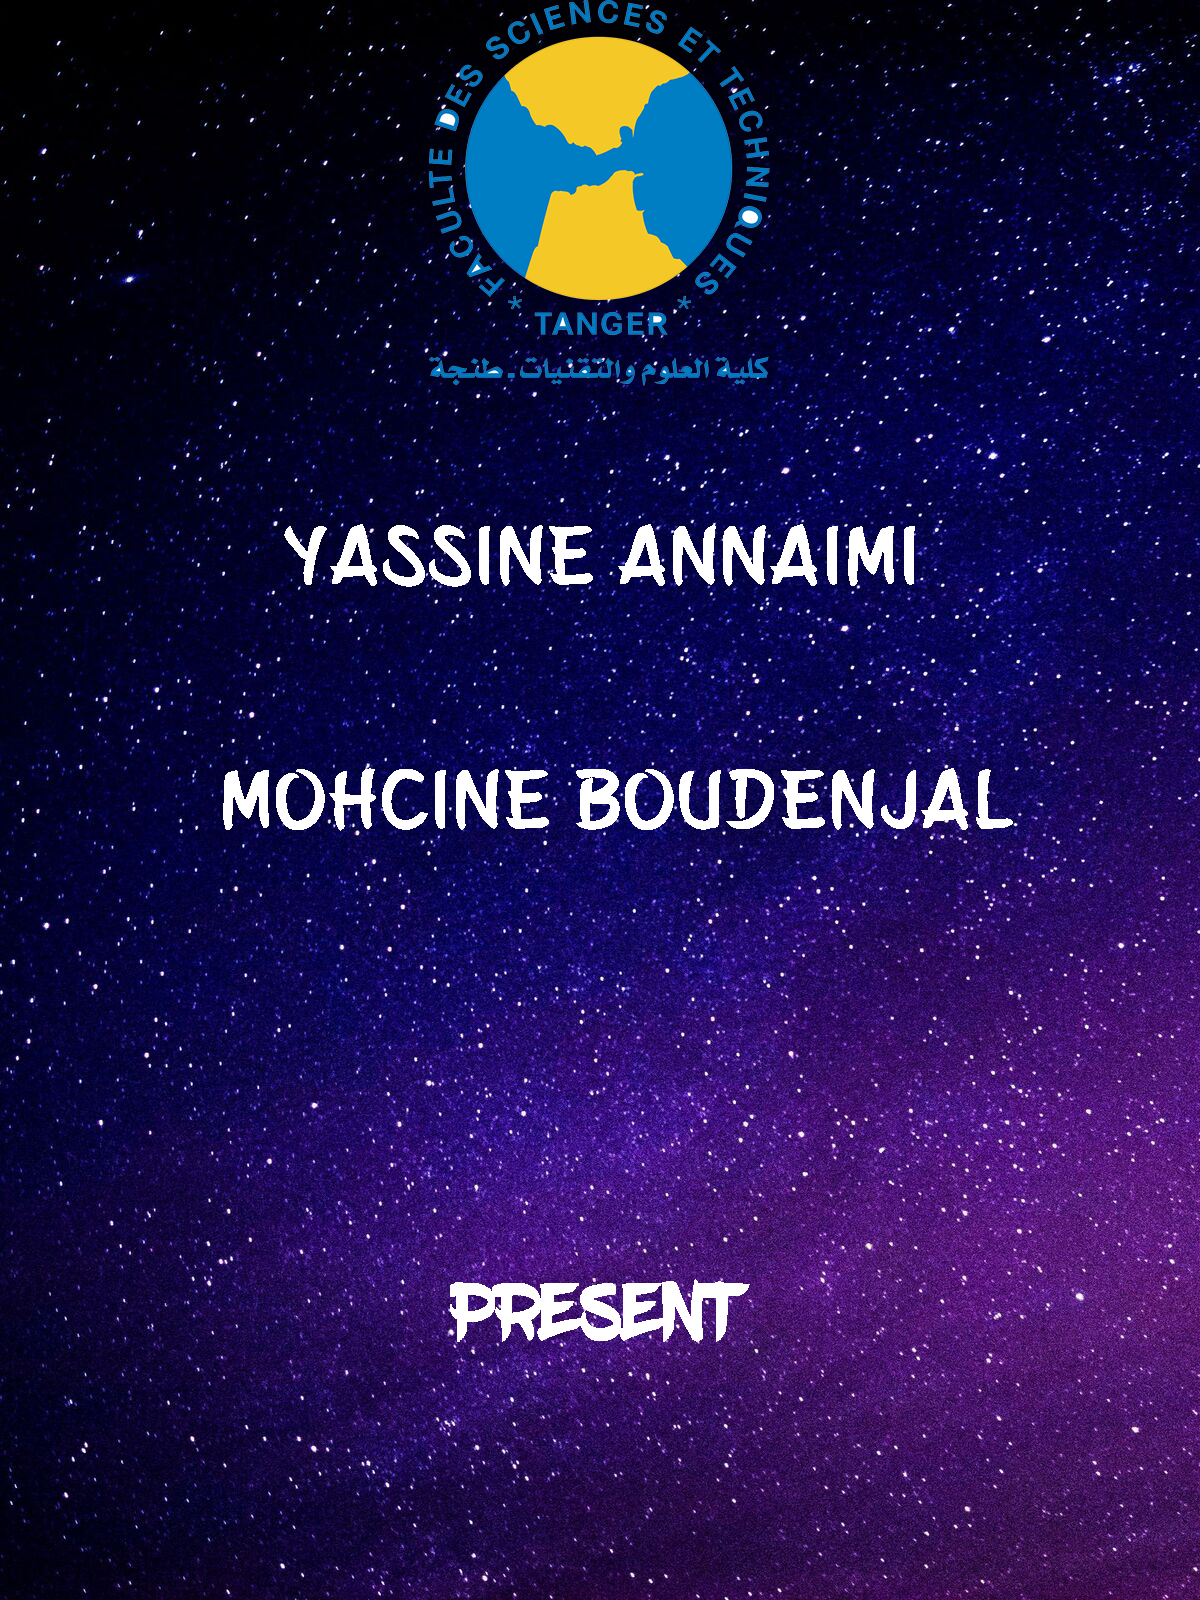 FACULTE DES SCIENCES ET TECHNIQUES
* TANGER *
كلية العلوم والتقنيات - طنجة
YASSINE ANNAIMI
MOHCINE BOUDENJAL
PRESENT